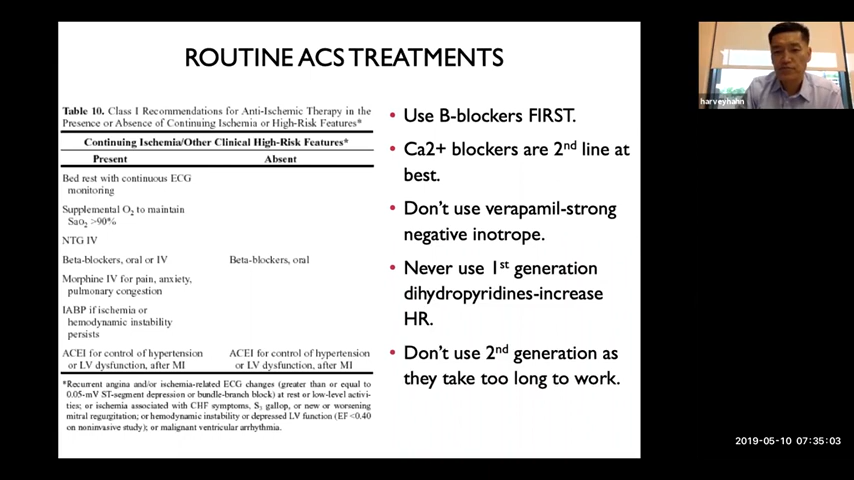 ROUTINE ACS TREATMENTS
Table 10. Class I Recommendations for Anti-Ischemic Therapy in the
Presence or Absence of Continuing Ischemia or High-Risk Features*
Continuing Ischemia/Other Clinical High-Risk Features*
Present Absent
Bed rest with continuous ECG
monitoring
Supplemental O2 to maintain
SaO2 >90%
NTG IV
Beta-blockers, oral or IV Beta-blockers, oral
Morphine IV for pain, anxiety,
pulmonary congestion
IABP if ischemia or
hemodynamic instability
persists
ACEI for control of hypertension ACEI for control of hypertension
or LV dysfunction, after MI or LV dysfunction, after MI
*Recurrent angina and/or ischemia-related ECG changes (greater than or equal to
0.05-mV ST-segment depression or bundle-branch block) at rest or low-level activi-
ties; or ischemia associated with CHF symptoms, S3 gallop, or new or worsening
mitral regurgitation; or hemodynamic instability or depressed LV function (EF <0.40
on noninvasive study); or malignant ventricular arrhythmia.
• Use B-blockers FIRST.
• Ca2+ blockers are 2nd line at
best.
• Don't use verapamil-strong
negative inotrope.
• Never use 1st generation
dihydropyridines-increase
HR.
• Don't use 2nd generation as
they take too long to work.
harveyhahn
2019-05-10 07:35:03